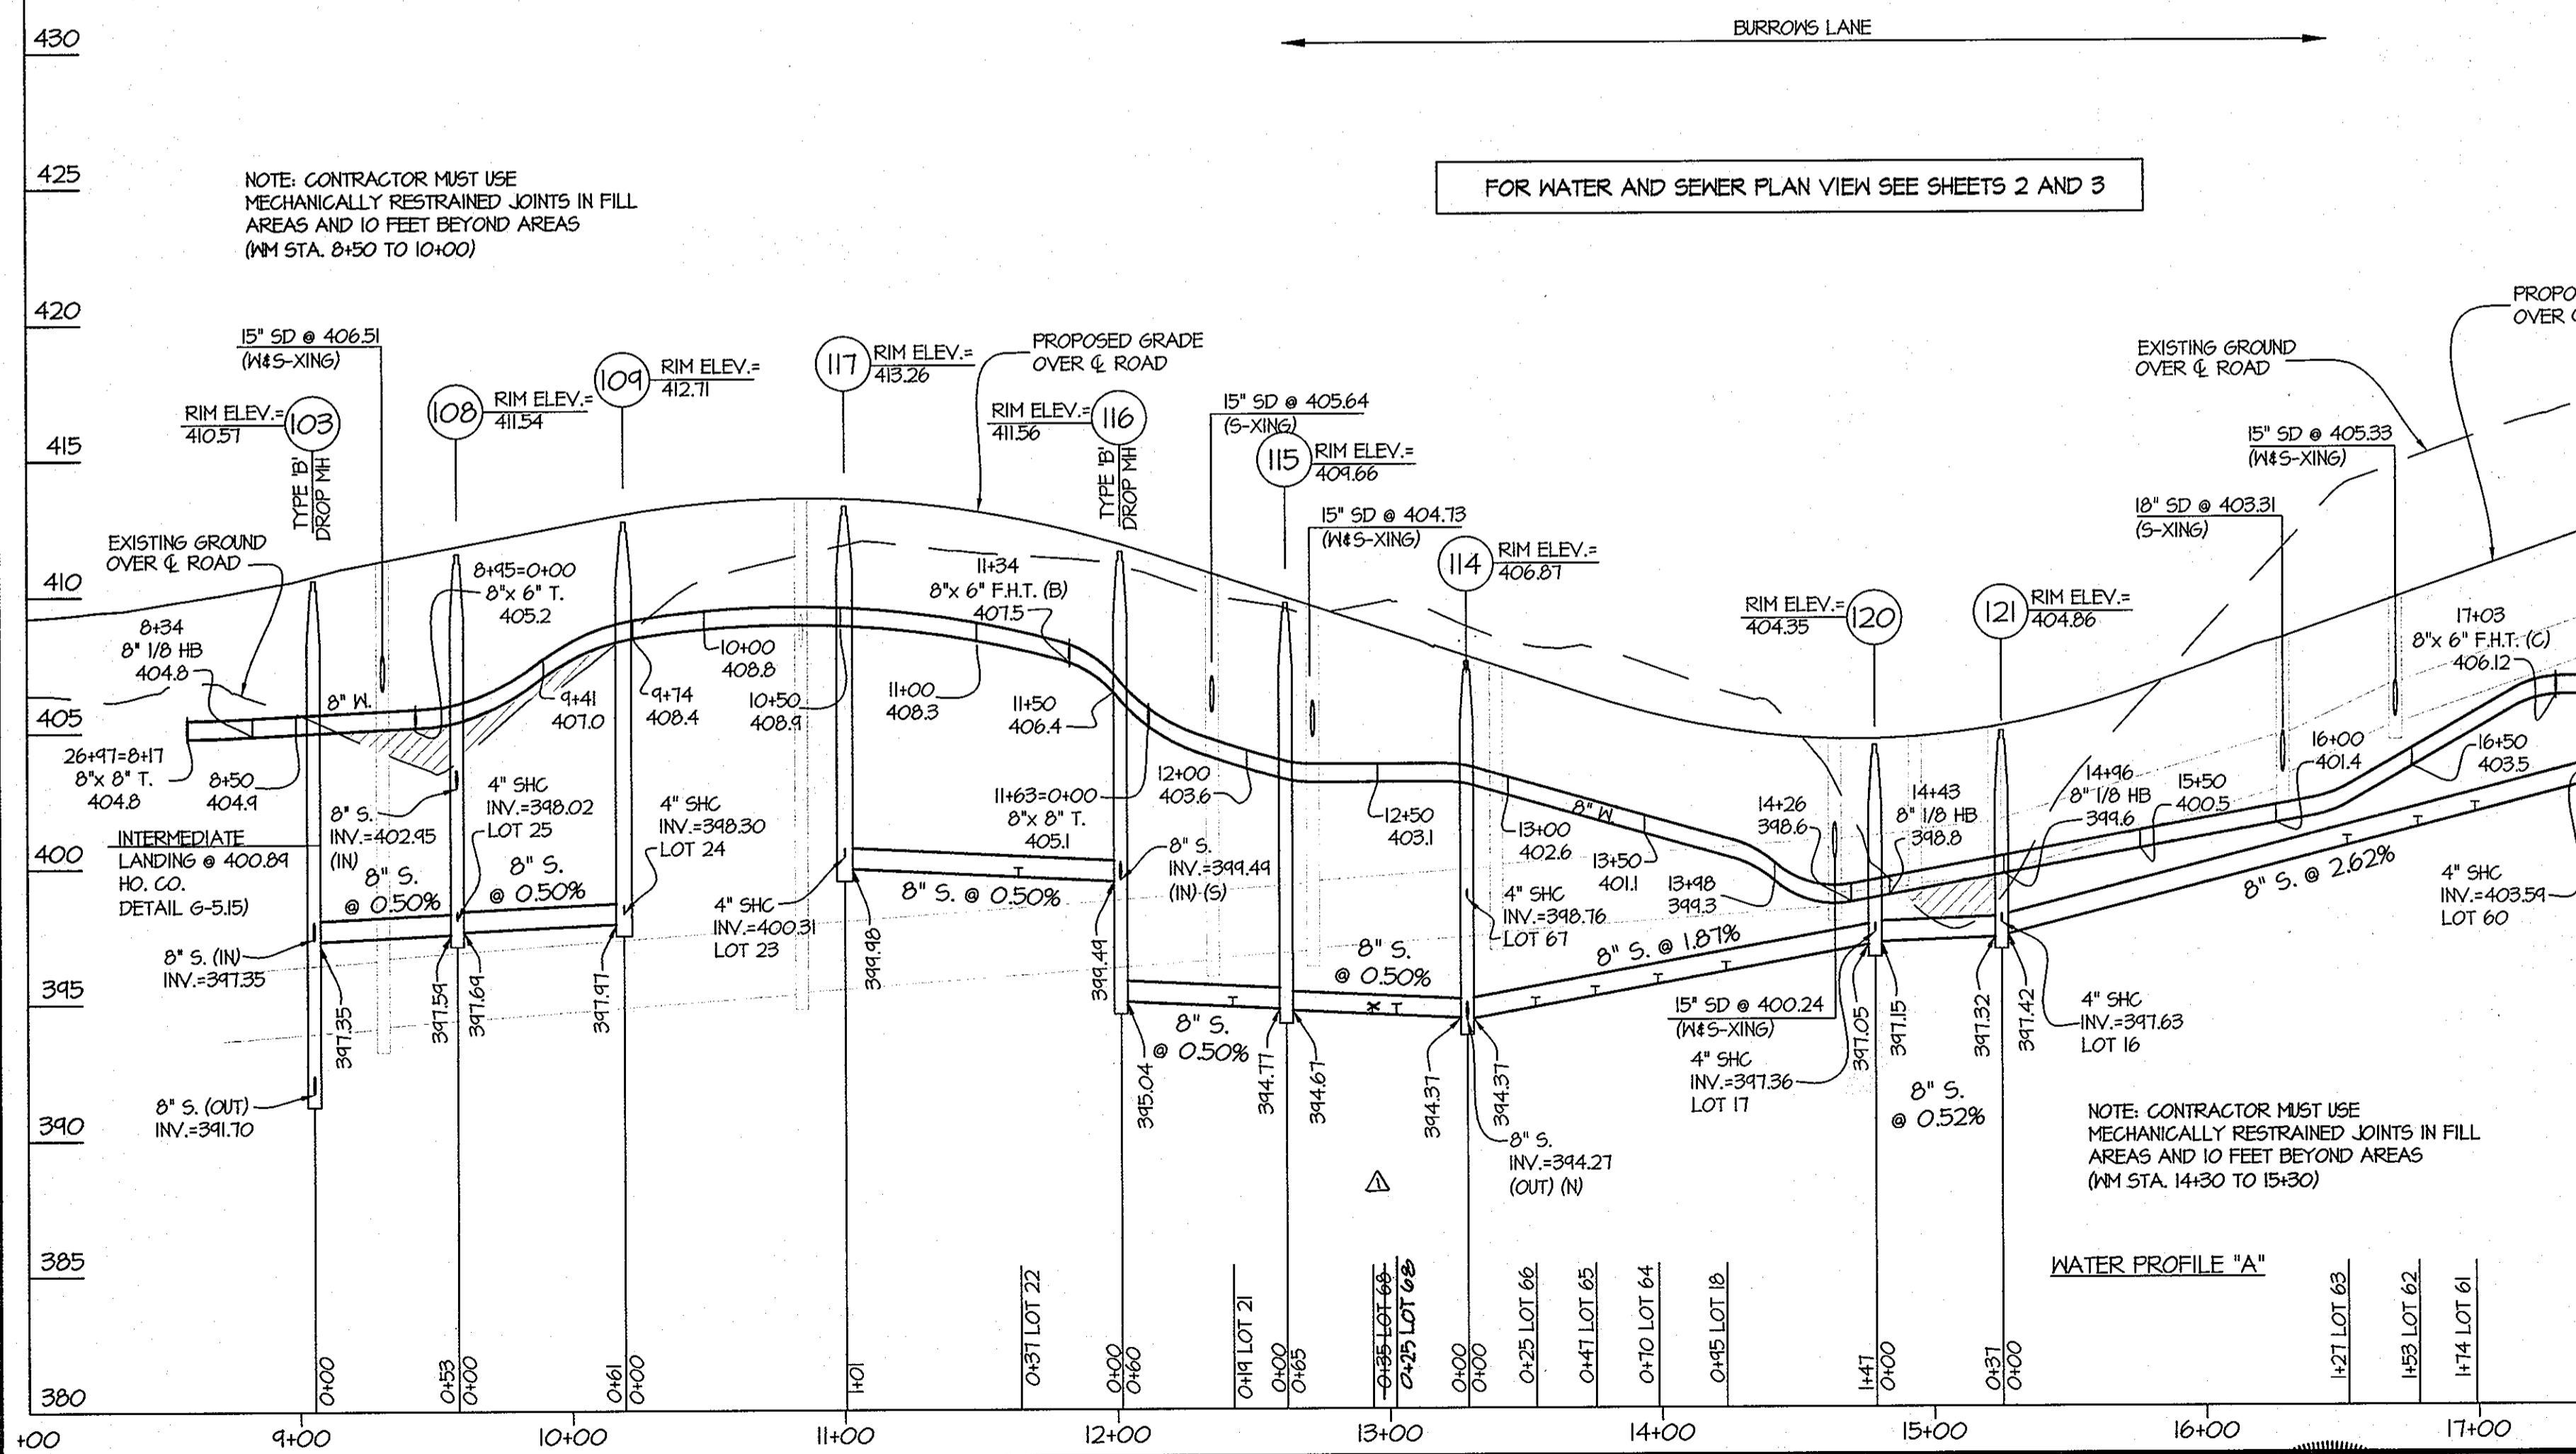 BURROWS LANE
430
425
420
415
410
405
400
395
390
385
380
NOTE: CONTRACTOR MUST USE
MECHANICALLY RESTRAINED JOINTS IN FILL
AREAS AND 10 FEET BEYOND AREAS
(WM STA. 8+50 TO 10+00)
FOR WATER AND SEWER PLAN VIEW SEE SHEETS 2 AND 3
15" SD @ 406.51
(W&S-XING)
RIM ELEV.=
410.57
103
TYPE 'B'
DROP MH
108
RIM ELEV.=
411.54
109
RIM ELEV.=
412.71
117
RIM ELEV.=
413.26
PROPOSED GRADE
OVER ℄ ROAD
RIM ELEV.=
411.56
116
TYPE 'B'
DROP MH
15" SD @ 405.64
(S-XING)
115
RIM ELEV.=
409.66
15" SD @ 404.73
(W&S-XING)
114
RIM ELEV.=
406.87
RIM ELEV.=
404.35
120
121
RIM ELEV.=
404.86
EXISTING GROUND
OVER ℄ ROAD
15" SD @ 405.33
(W&S-XING)
18" SD @ 403.31
(S-XING)
PROPO
OVER
EXISTING GROUND
OVER ℄ ROAD
8+34
8" 1/8 HB
404.8
8" W.
26+97=8+17
8"x 8" T.
404.8
8+50
404.9
8+95=0+00
8"x 6" T.
405.2
9+41
407.0
9+74
408.4
10+00
408.8
10+50
408.9
11+00
408.3
11+34
8"x 6" F.H.T. (B)
407.5
11+50
406.4
11+63=0+00
8"x 8" T.
405.1
12+00
403.6
12+50
403.1
13+00
402.6
8" W.
13+50
401.1
13+98
399.3
14+26
398.6
14+43
8" 1/8 HB
398.8
14+96
8" 1/8 HB
399.6
15+50
400.5
16+00
401.4
16+50
403.5
17+03
8"x 6" F.H.T. (C)
406.12
INTERMEDIATE
LANDING @ 400.89
HO. CO.
DETAIL G-5.15)
8" S.
INV.=402.95
(IN)
4" SHC
INV.=398.02
LOT 25
4" SHC
INV.=398.30
LOT 24
8" S.
@ 0.50%
8" S.
@ 0.50%
4" SHC
INV.=400.31
LOT 23
8" S. @ 0.50%
8" S.
INV.=399.49
(IN) (S)
8" S.
@ 0.50%
8" S.
@ 0.50%
4" SHC
INV.=398.76
LOT 67
8" S. @ 1.87%
8" S. @ 2.62%
4" SHC
INV.=403.59
LOT 60
8" S. (IN)
INV.=397.35
8" S. (OUT)
INV.=391.70
397.35
397.59
397.69
397.97
399.98
399.49
395.04
394.77
394.67
394.37
394.37
397.05
397.15
397.32
397.42
15" SD @ 400.24
(W&S-XING)
4" SHC
INV.=397.36
LOT 17
8" S.
@ 0.52%
4" SHC
INV.=397.63
LOT 16
8" S.
INV.=394.27
(OUT) (N)
1
NOTE: CONTRACTOR MUST USE
MECHANICALLY RESTRAINED JOINTS IN FILL
AREAS AND 10 FEET BEYOND AREAS
(WM STA. 14+30 TO 15+30)
WATER PROFILE "A"
0+00
0+53
0+00
0+61
0+00
1+01
0+37 LOT 22
0+00
0+60
0+19 LOT 21
0+00
0+65
0+35 LOT 68
0+25 LOT 68
0+00
0+00
0+25 LOT 66
0+47 LOT 65
0+70 LOT 64
0+95 LOT 18
1+47
0+00
0+37
0+00
1+27 LOT 63
1+53 LOT 62
1+74 LOT 61
+00
9+00
10+00
11+00
12+00
13+00
14+00
15+00
16+00
17+00